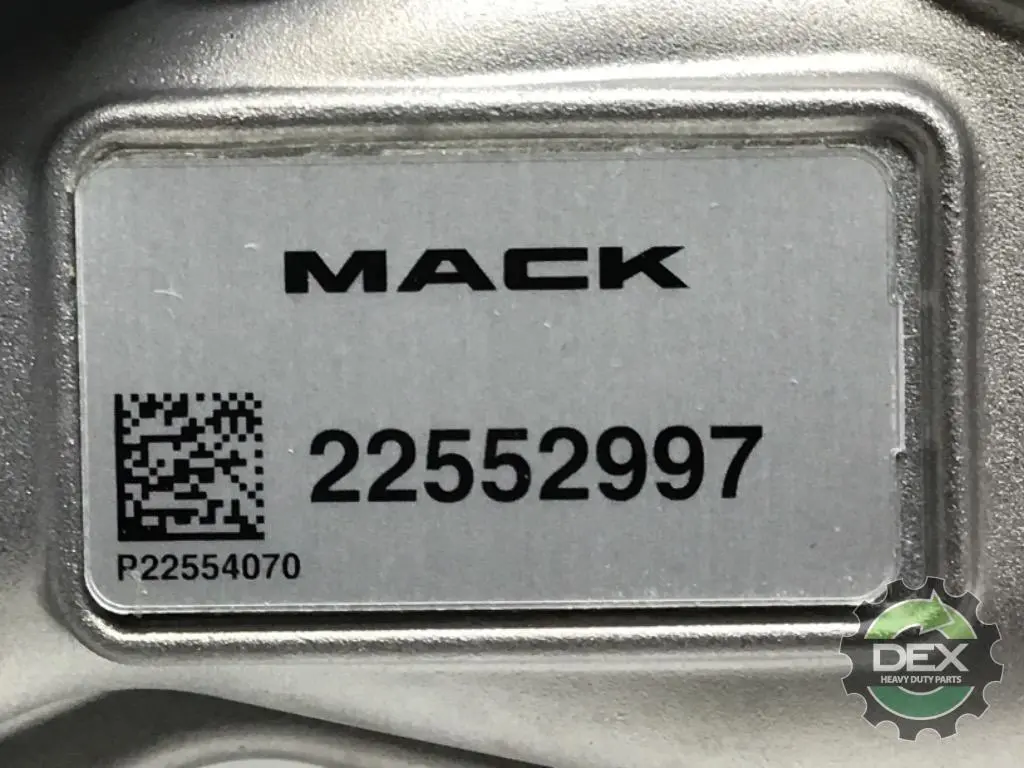 MACK
22552997
P22554070
DEX
HEAVY DUTY PARTS